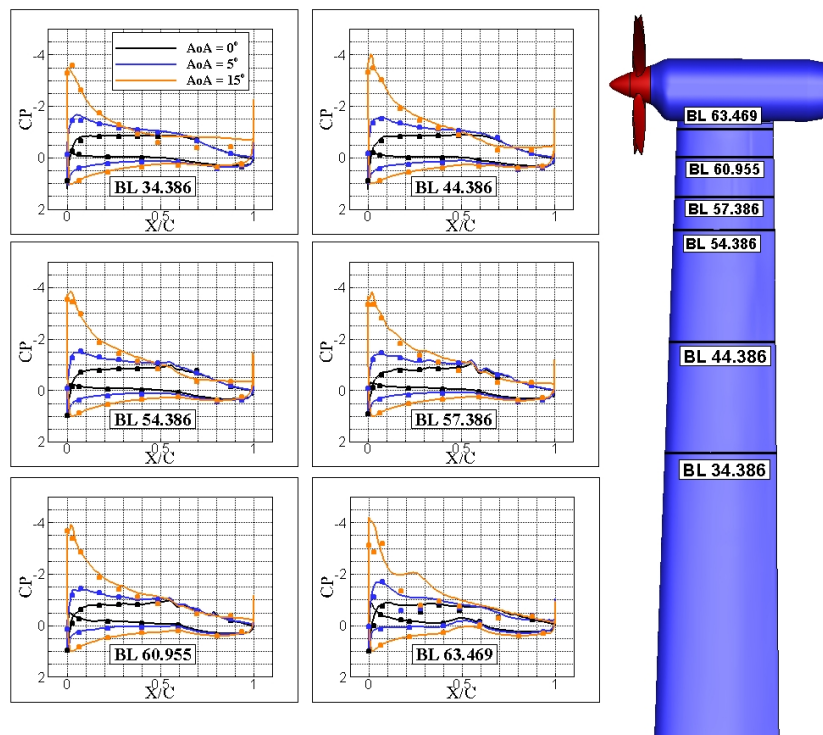 -4
-2
0
2
CP
AoA = 0°
AoA = 5°
AoA = 15°
BL 34.386
0
0.5
1
X/C
-4
-2
0
2
CP
BL 44.386
0
0.5
1
X/C
-4
-2
0
2
CP
BL 54.386
0
0.5
1
X/C
-4
-2
0
2
CP
BL 57.386
0
0.5
1
X/C
-4
-2
0
2
CP
BL 60.955
0
0.5
1
X/C
-4
-2
0
2
CP
BL 63.469
0
0.5
1
X/C
BL 63.469
BL 60.955
BL 57.386
BL 54.386
BL 44.386
BL 34.386